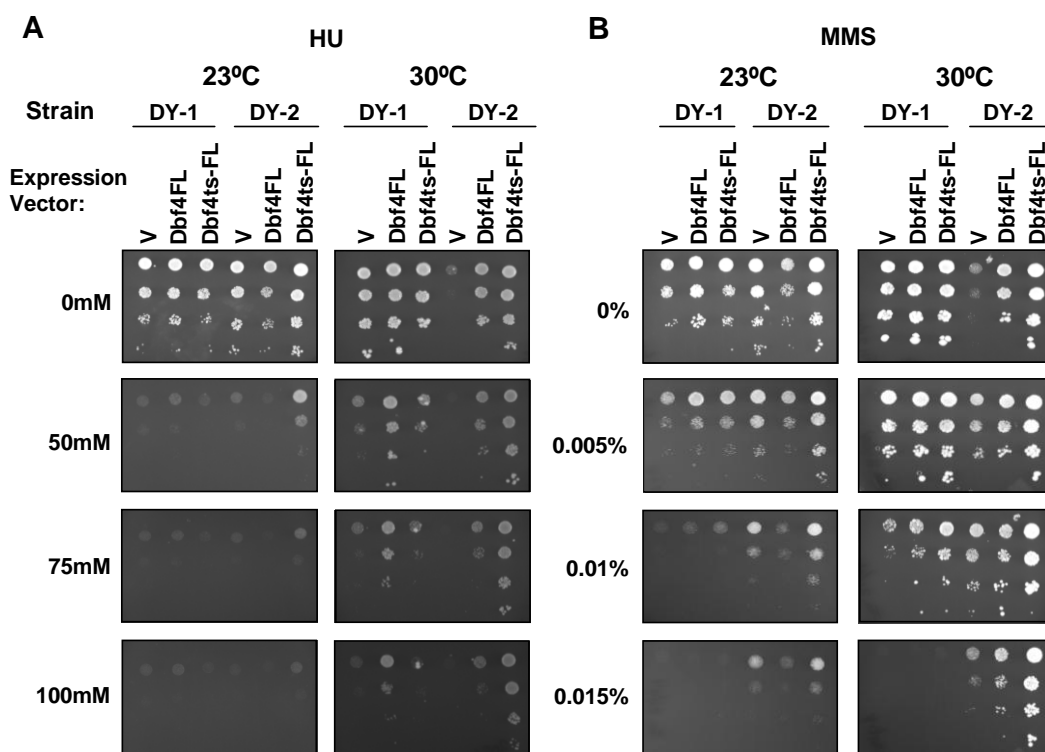 A
HU
23ºC 30ºC
Strain DY-1 DY-2 DY-1 DY-2
Expression
Vector:
V Dbf4FL Dbf4ts-FL V Dbf4FL Dbf4ts-FL V Dbf4FL Dbf4ts-FL V Dbf4FL Dbf4ts-FL
0mM
50mM
75mM
100mM
B
MMS
23ºC 30ºC
DY-1 DY-2 DY-1 DY-2
V Dbf4FL Dbf4ts-FL V Dbf4FL Dbf4ts-FL V Dbf4FL Dbf4ts-FL V Dbf4FL Dbf4ts-FL
0%
0.005%
0.01%
0.015%